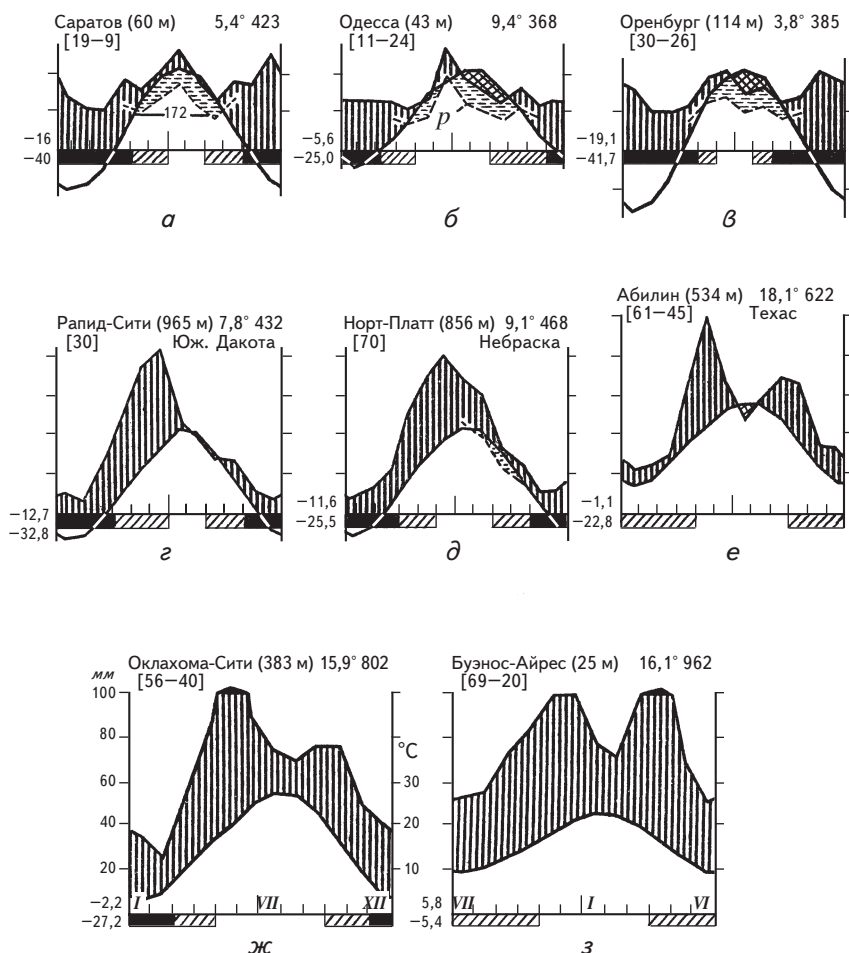 Саратов (60 м) 5,4° 423
[19–9]
172
–16
–40
а
Одесса (43 м) 9,4° 368
[11–24]
р
–5,6
–25,0
б
Оренбург (114 м) 3,8° 385
[30–26]
–19,1
–41,7
в
Рапид-Сити (965 м) 7,8° 432
[30] Юж. Дакота
–12,7
–32,8
г
Норт-Платт (856 м) 9,1° 468
[70] Небраска
–11,6
–25,5
д
Абилин (534 м) 18,1° 622
[61–45] Техас
–1,1
–22,8
е
Оклахома-Сити (383 м) 15,9° 802
[56–40]
мм
100
80
60
40
20
°C
30
20
10
–2,2
–27,2
I VII XII
ж
Буэнос-Айрес (25 м) 16,1° 962
[69–20]
5,8
–5,4
VII I VI
з